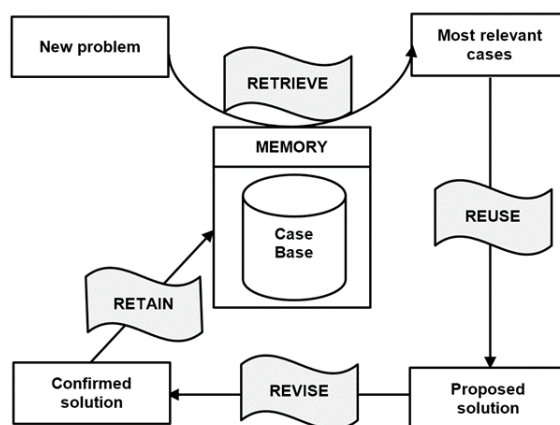 New problem
RETRIEVE
Most relevant
cases
MEMORY
Case
Base
REUSE
RETAIN
Confirmed
solution
REVISE
Proposed
solution